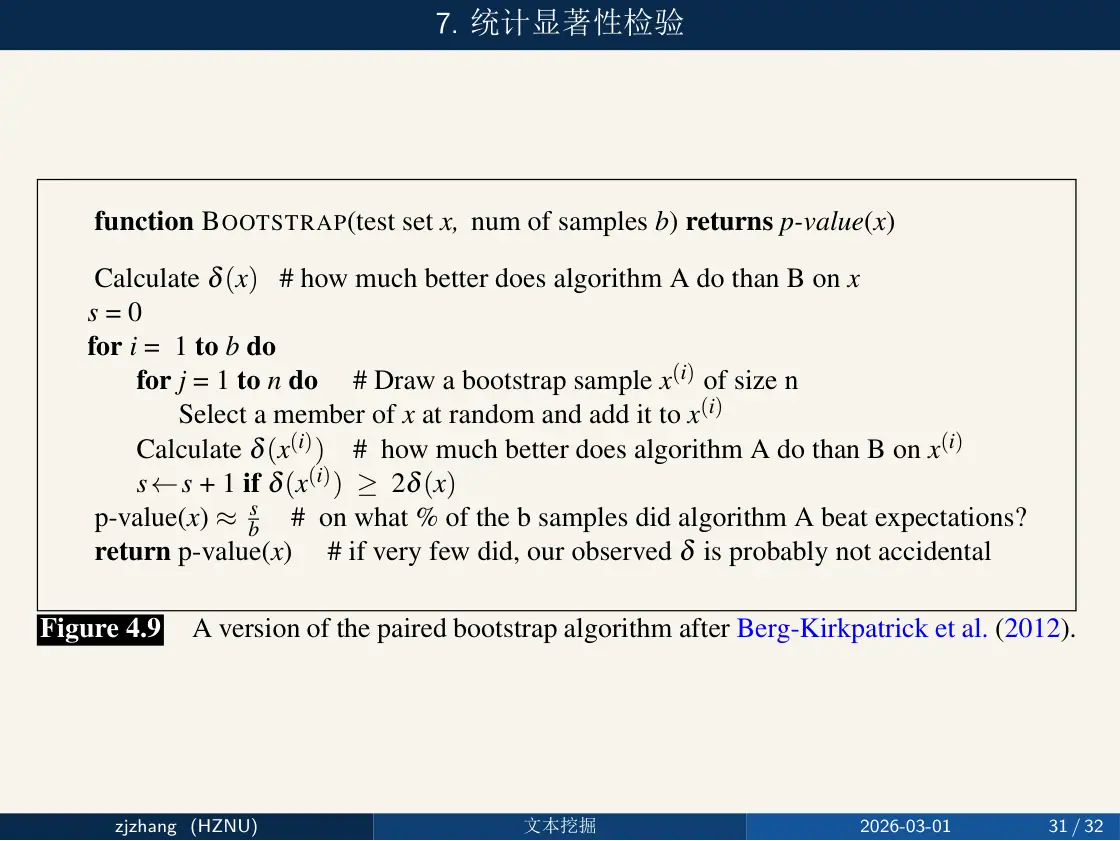 7. 统计显著性检验
function BOOTSTRAP(test set x, num of samples b) returns p-value(x)
Calculate δ(x) # how much better does algorithm A do than B on x
s = 0
for i = 1 to b do
for j = 1 to n do # Draw a bootstrap sample x(i) of size n
Select a member of x at random and add it to x(i)
Calculate δ(x(i)) # how much better does algorithm A do than B on x(i)
s ← s + 1 if δ(x(i)) ≥ 2δ(x)
p-value(x) ≈ s/b # on what % of the b samples did algorithm A beat expectations?
return p-value(x) # if very few did, our observed δ is probably not accidental
Figure 4.9 A version of the paired bootstrap algorithm after Berg-Kirkpatrick et al. (2012).
zjzhang (HZNU) 文本挖掘 2026-03-01 31 / 32